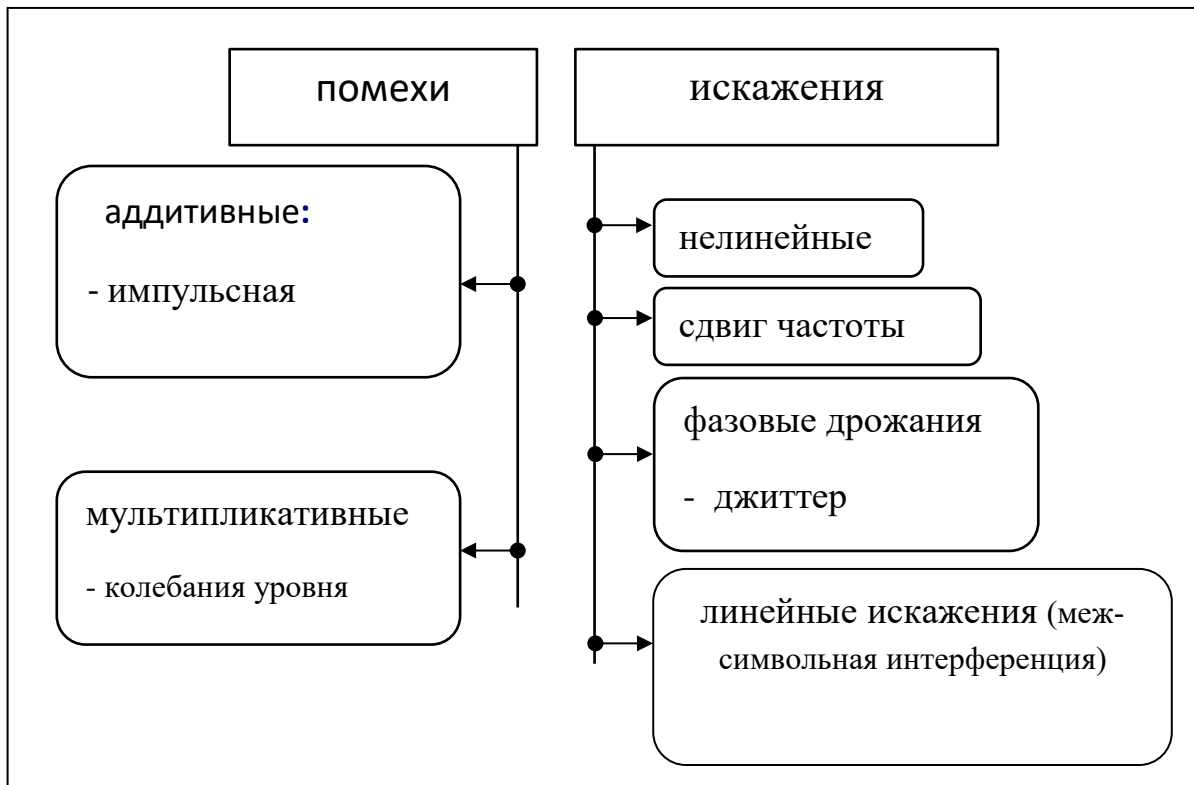 помехи
аддитивные:
- импульсная
мультипликативные
- колебания уровня
искажения
нелинейные
сдвиг частоты
фазовые дрожания
- джиттер
линейные искажения (меж-
символьная интерференция)